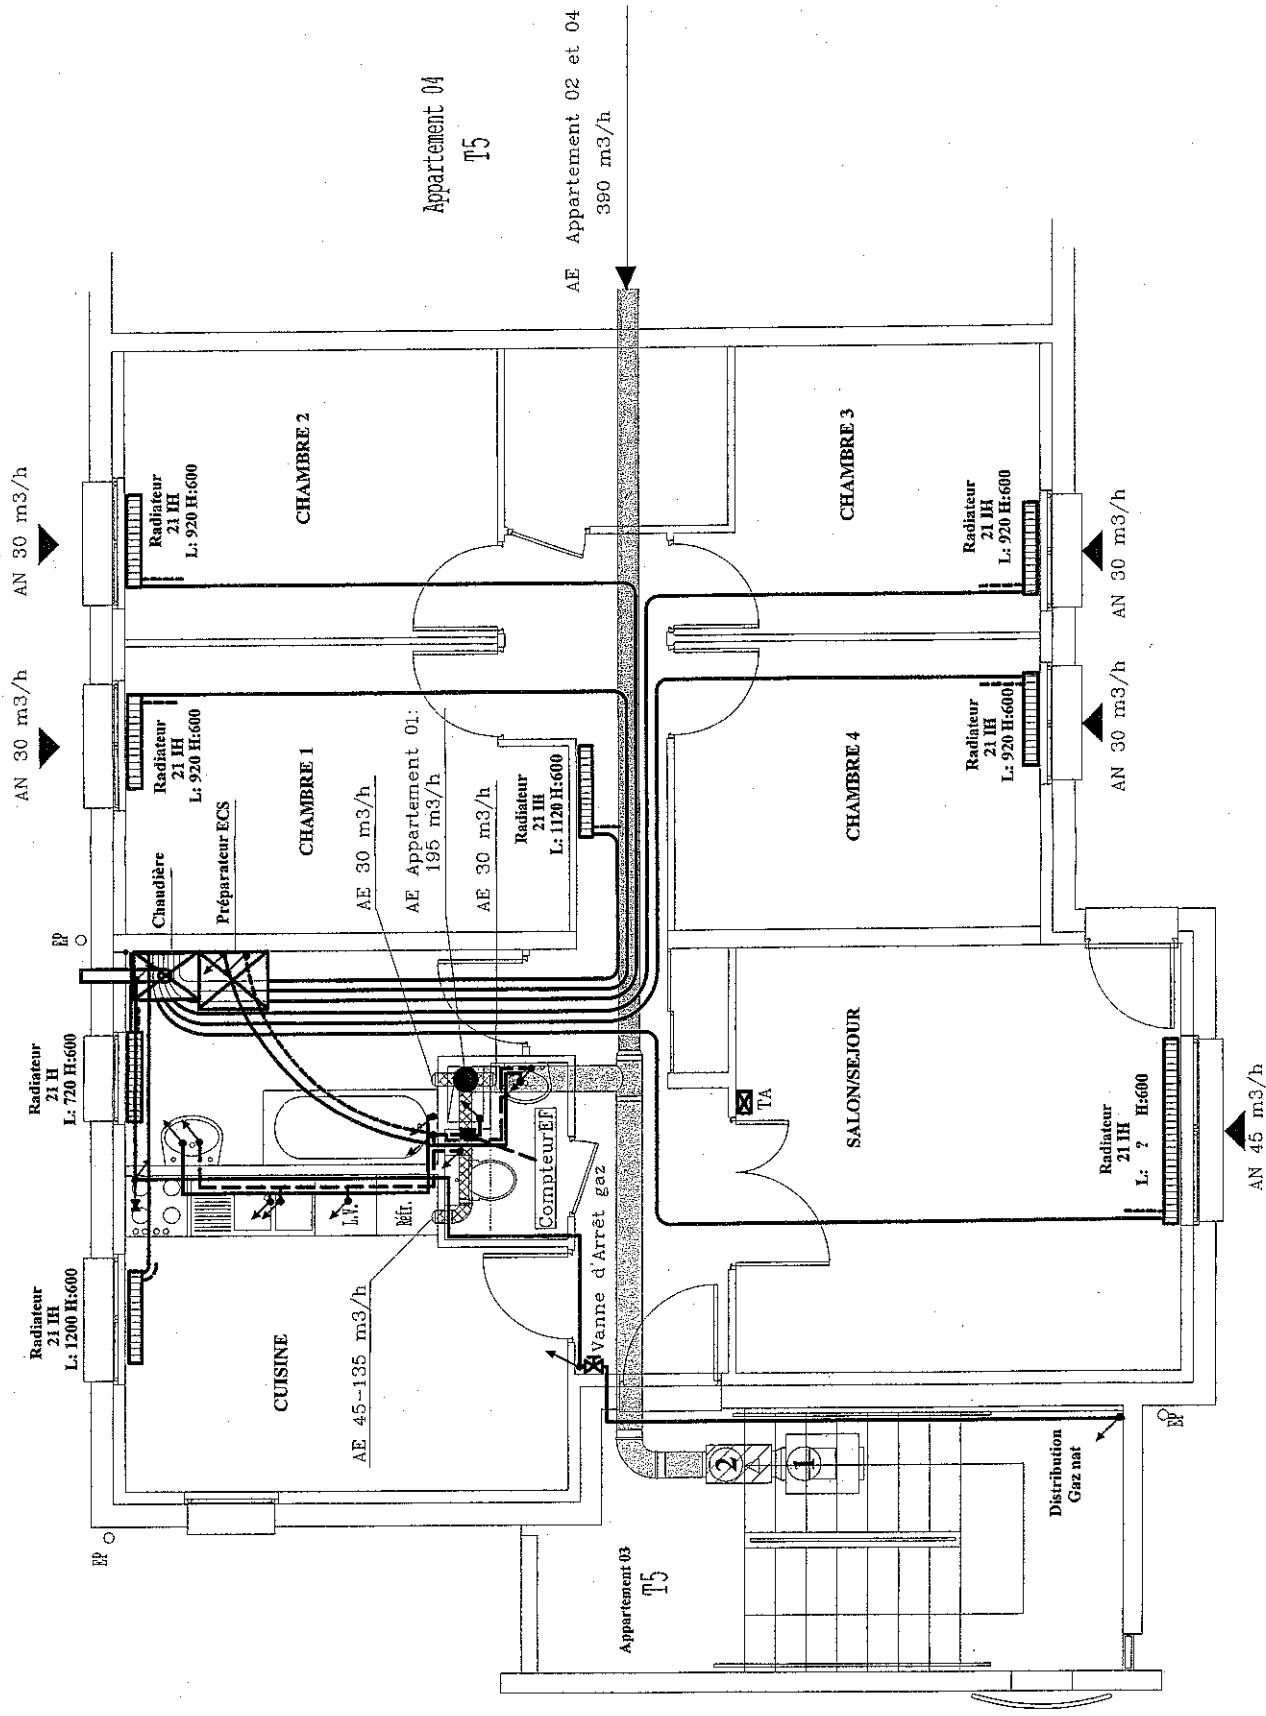 Appartement 04
T5
AE Appartement 02 et 04
390 m3/h
AN 30 m3/h
AN 30 m3/h
Radiateur
21 IH
L: 920 H:600
CHAMBRE 2
CHAMBRE 3
Radiateur
21 IH
L: 920 H:600
AN 30 m3/h
Radiateur
21 IH
L: 920 H:600
CHAMBRE 1
AE 30 m3/h
AE Appartement 01:
195 m3/h
AE 30 m3/h
Radiateur
21 IH
L: 1120 H:600
CHAMBRE 4
Radiateur
21 IH
L: 920 H:600
AN 30 m3/h
EP
Chaudière
Préparateur ECS
Radiateur
21 H
L: 720 H:600
L.V.
Réfr.
CompteurEF
TA
SALON/SEJOUR
Radiateur
21 IH
L: ? H:600
AN 45 m3/h
Radiateur
21 IH
L: 1200 H:600
CUISINE
AE 45-135 m3/h
Vanne d'Arrêt gaz
EP
2
A
1
Distribution
Gaz nat
EP
Appartement 03
T5